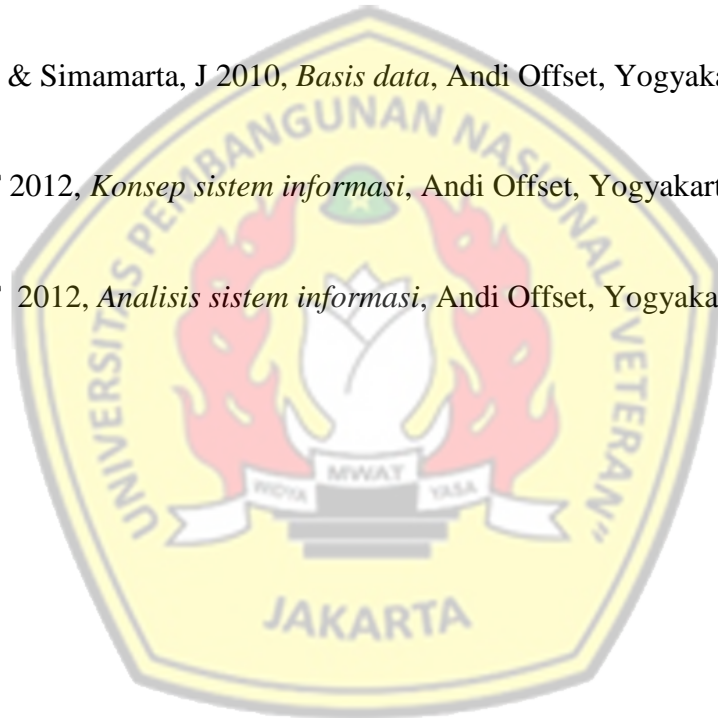 & Simamarta, J 2010, Basis data, Andi Offset, Yogyaka
2012, Konsep sistem informasi, Andi Offset, Yogyakart
2012, Analisis sistem informasi, Andi Offset, Yogyaka
UNIVERSITAS PEMBANGUNAN NASIONAL "VETERAN"
WIDYA MWAT YASA
JAKARTA